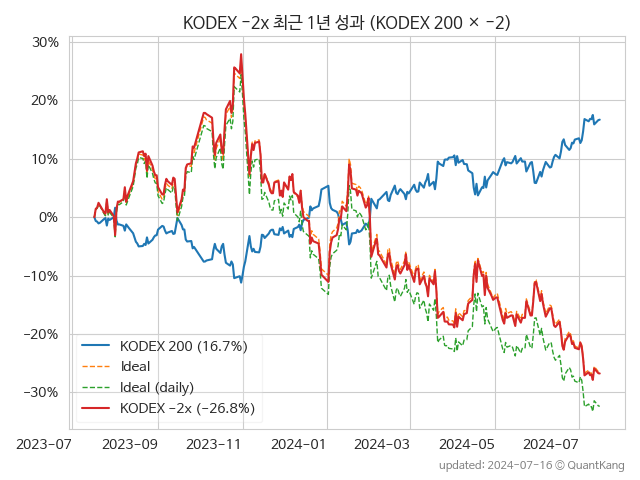 KODEX −2x 최근 1년 성과 (KODEX 200 × −2)
30%
20%
10%
0%
−10%
−20%
−30%
KODEX 200 (16.7%)
Ideal
Ideal (daily)
KODEX −2x (−26.8%)
2023-07
2023-09
2023-11
2024-01
2024-03
2024-05
2024-07
updated: 2024-07-16 © QuantKang